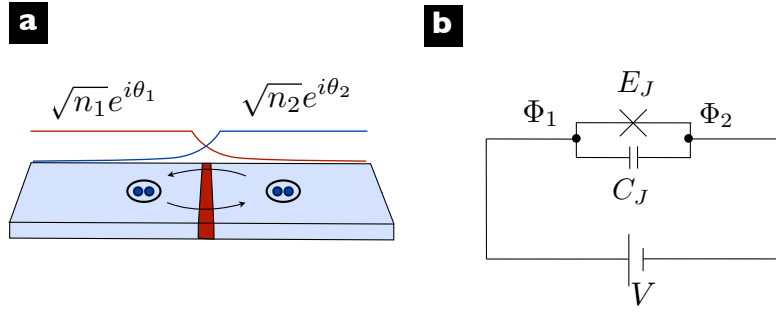 a
√n₁e^{iθ₁} √n₂e^{iθ₂}
b
E_J
Φ₁ Φ₂
C_J
V